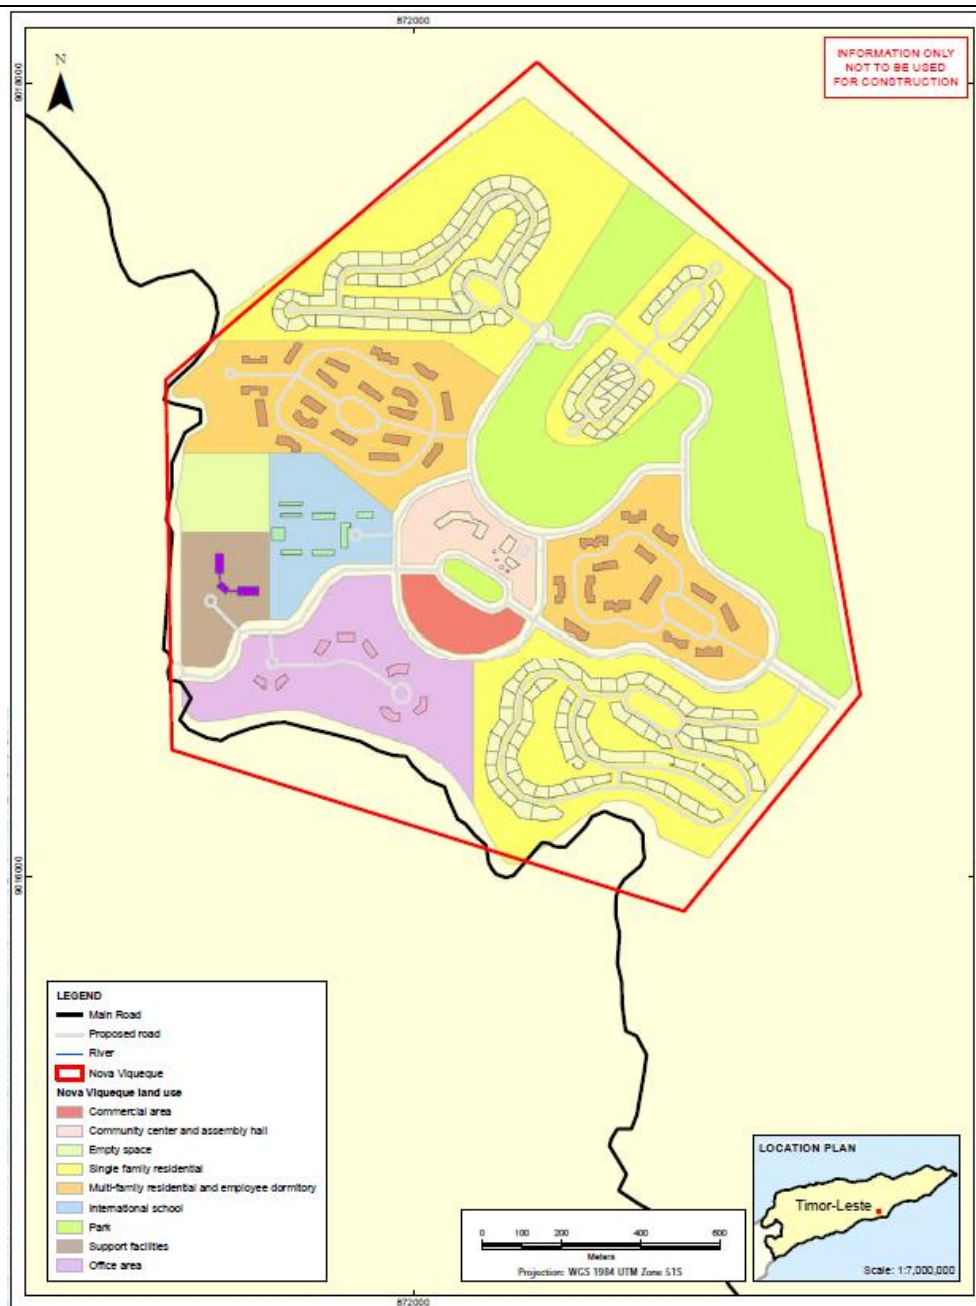 872000
N
INFORMATION ONLY
NOT TO BE USED
FOR CONSTRUCTION
9018000
9016000
LEGEND
Main Road
Proposed road
River
Nova Viqueque
Nova Viqueque land use
Commercial area
Community center and assembly hall
Empty space
Single family residential
Multi-family residential and employee dormitory
International school
Park
Support facilities
Office area
0 100 200 400 600
Meters
Projection: WGS 1984 UTM Zone 51S
LOCATION PLAN
Timor-Leste
Scale: 1:7,000,000
872000